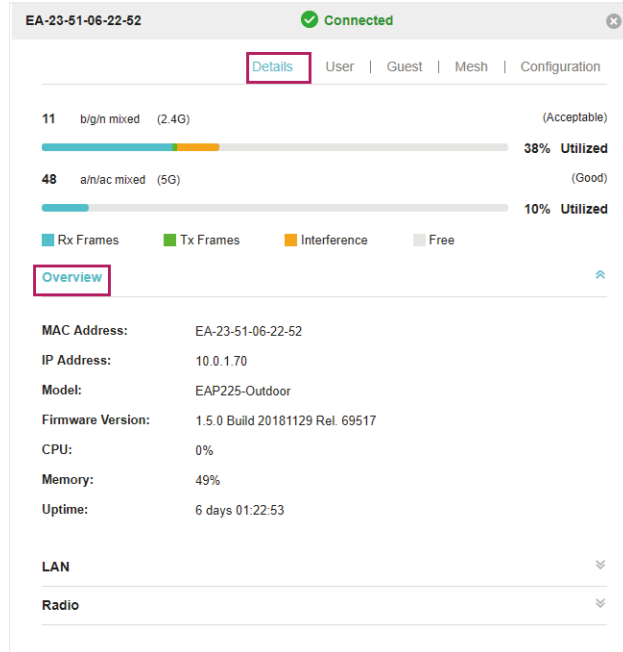 EA-23-51-06-22-52 Connected
Details User | Guest | Mesh | Configuration
11 b/g/n mixed (2.4G) (Acceptable)
38% Utilized
48 a/n/ac mixed (5G) (Good)
10% Utilized
Rx Frames Tx Frames Interference Free
Overview
MAC Address: EA-23-51-06-22-52
IP Address: 10.0.1.70
Model: EAP225-Outdoor
Firmware Version: 1.5.0 Build 20181129 Rel. 69517
CPU: 0%
Memory: 49%
Uptime: 6 days 01:22:53
LAN
Radio